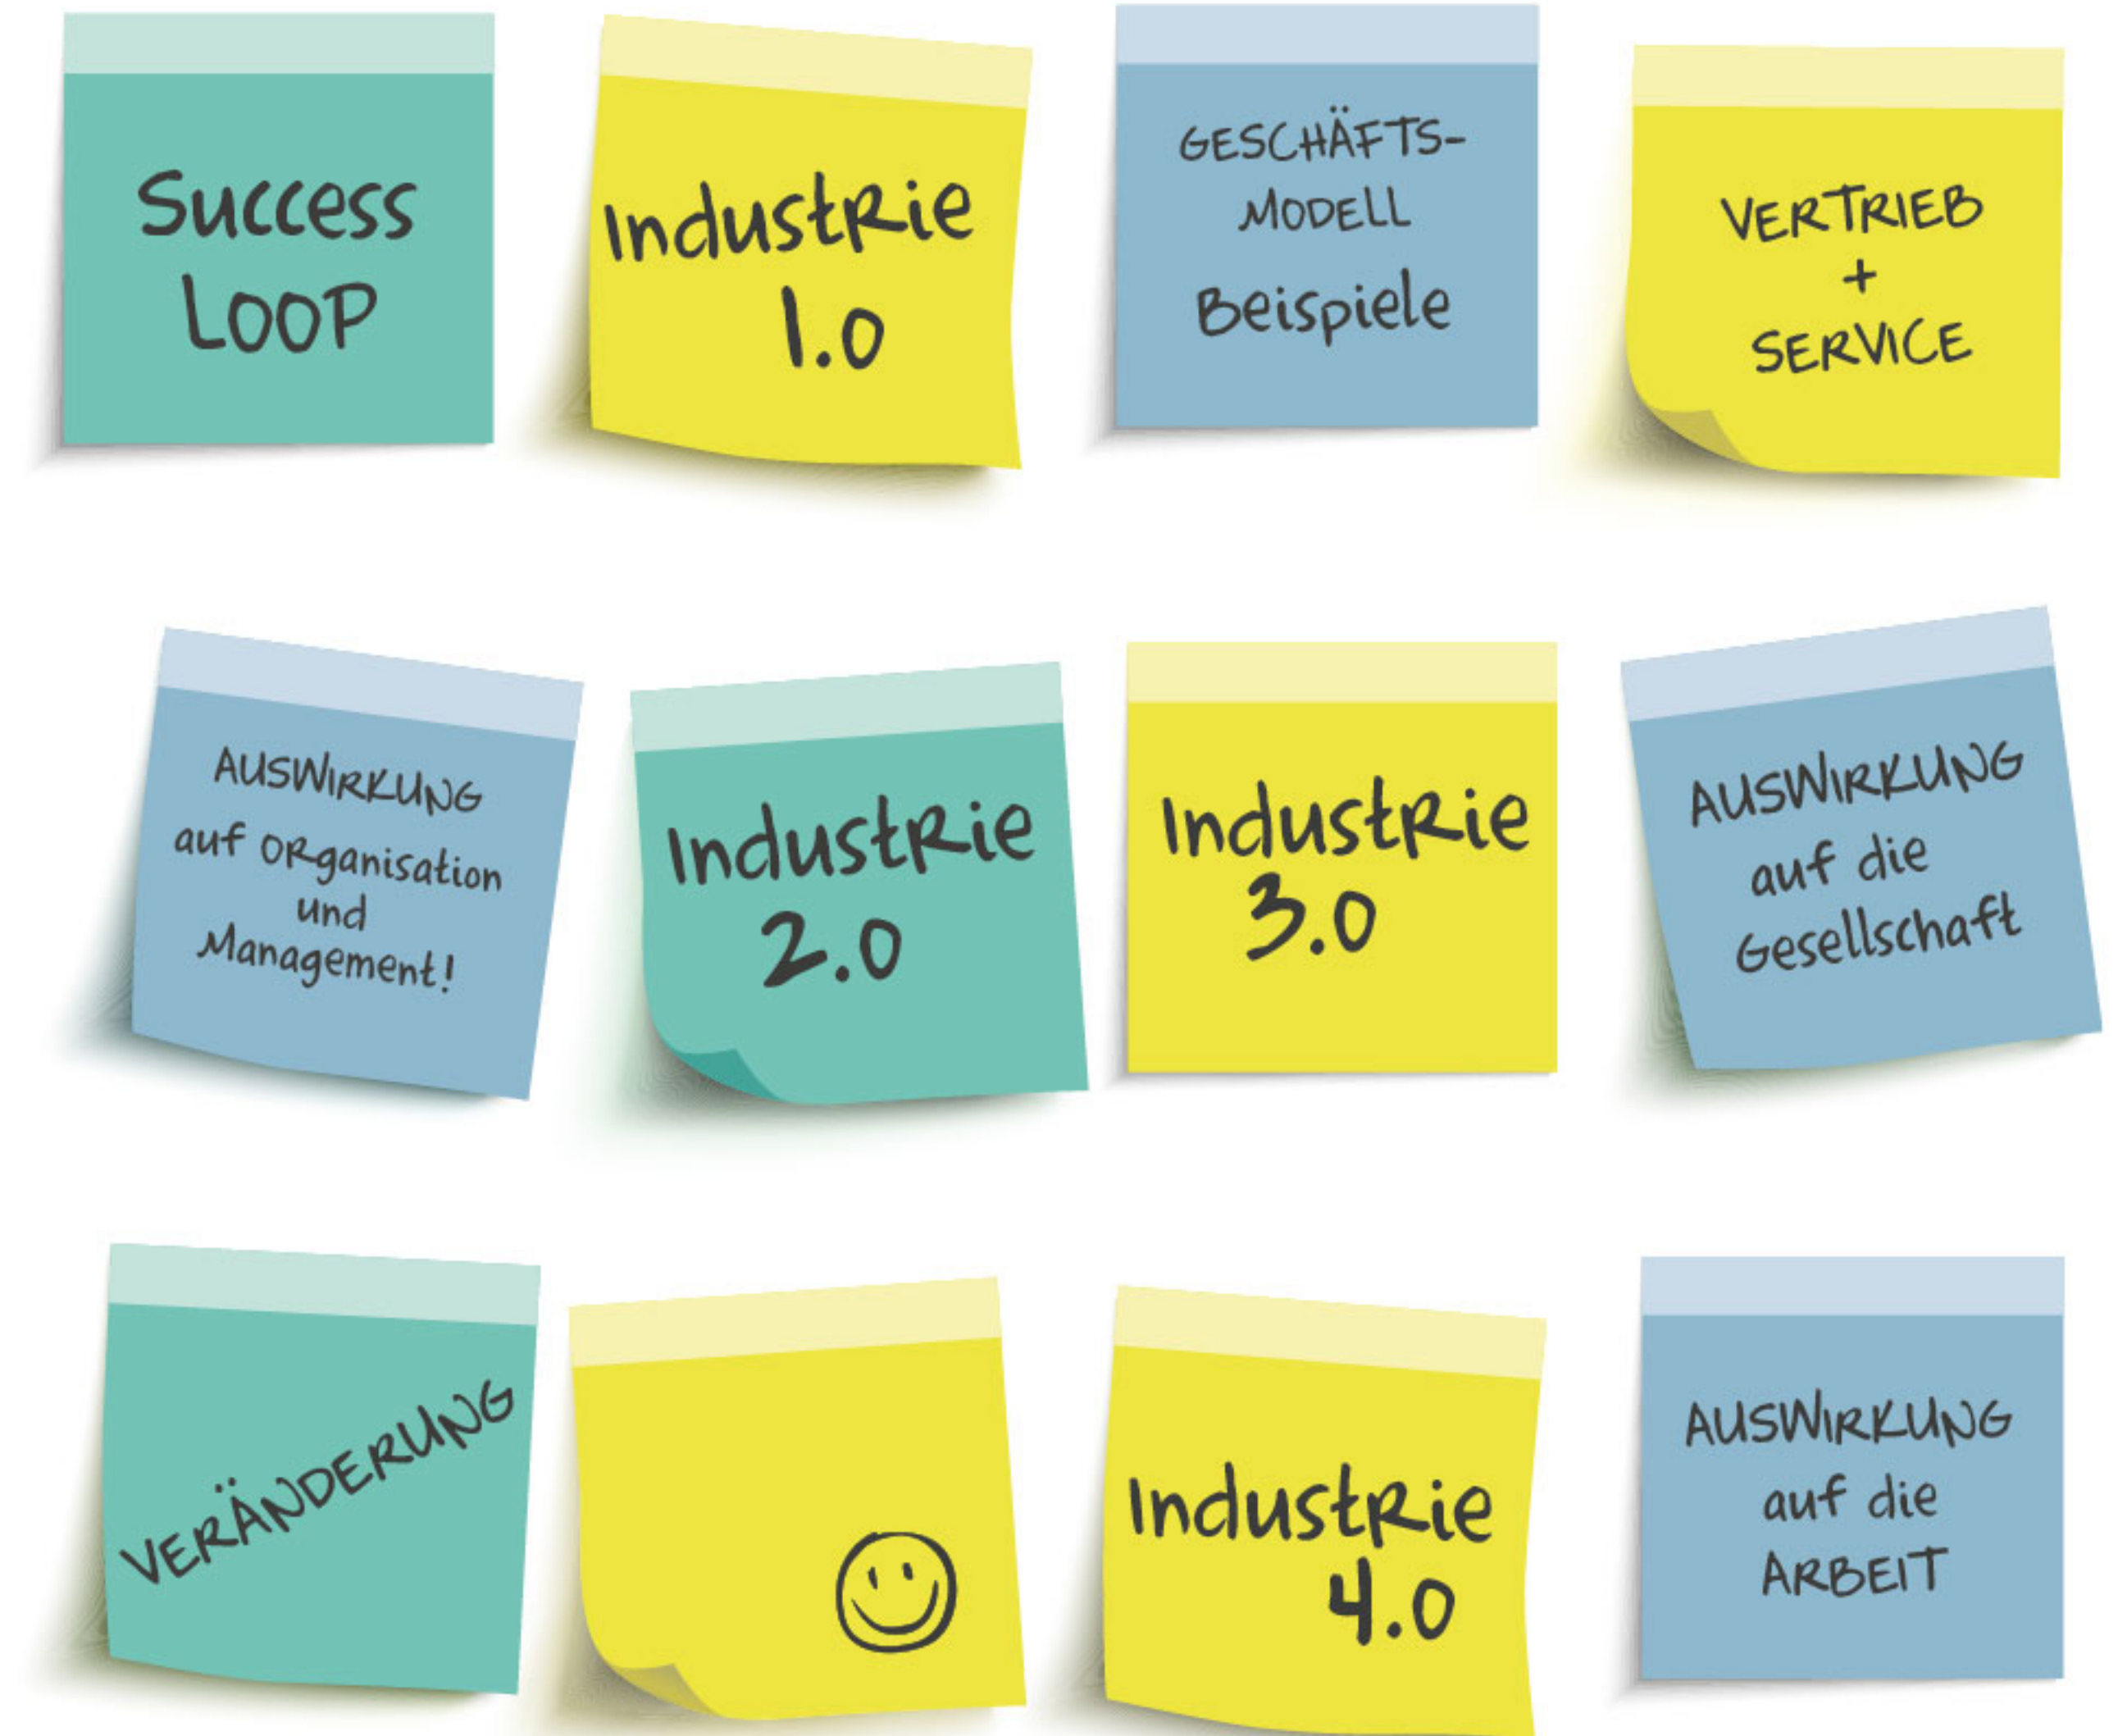 Success
LOOP
Industrie
1.0
GESCHÄFTS-
MODELL
Beispiele
VERTRIEB
+
SERVICE
AUSWIRKUNG
auf Organisation
und
Management!
Industrie
2.0
Industrie
3.0
AUSWIRKUNG
auf die
Gesellschaft
VERÄNDERUNG
Industrie
4.0
AUSWIRKUNG
auf die
ARBEIT